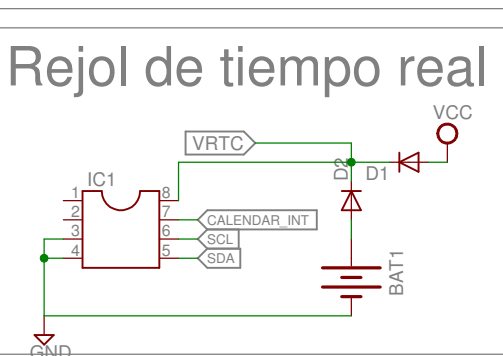 Rejol de tiempo real
VCC
VRTC
D2
D1
IC1
1
8
2
7
CALENDAR_INT
3
6
SCL
4
5
SDA
BAT1
GND